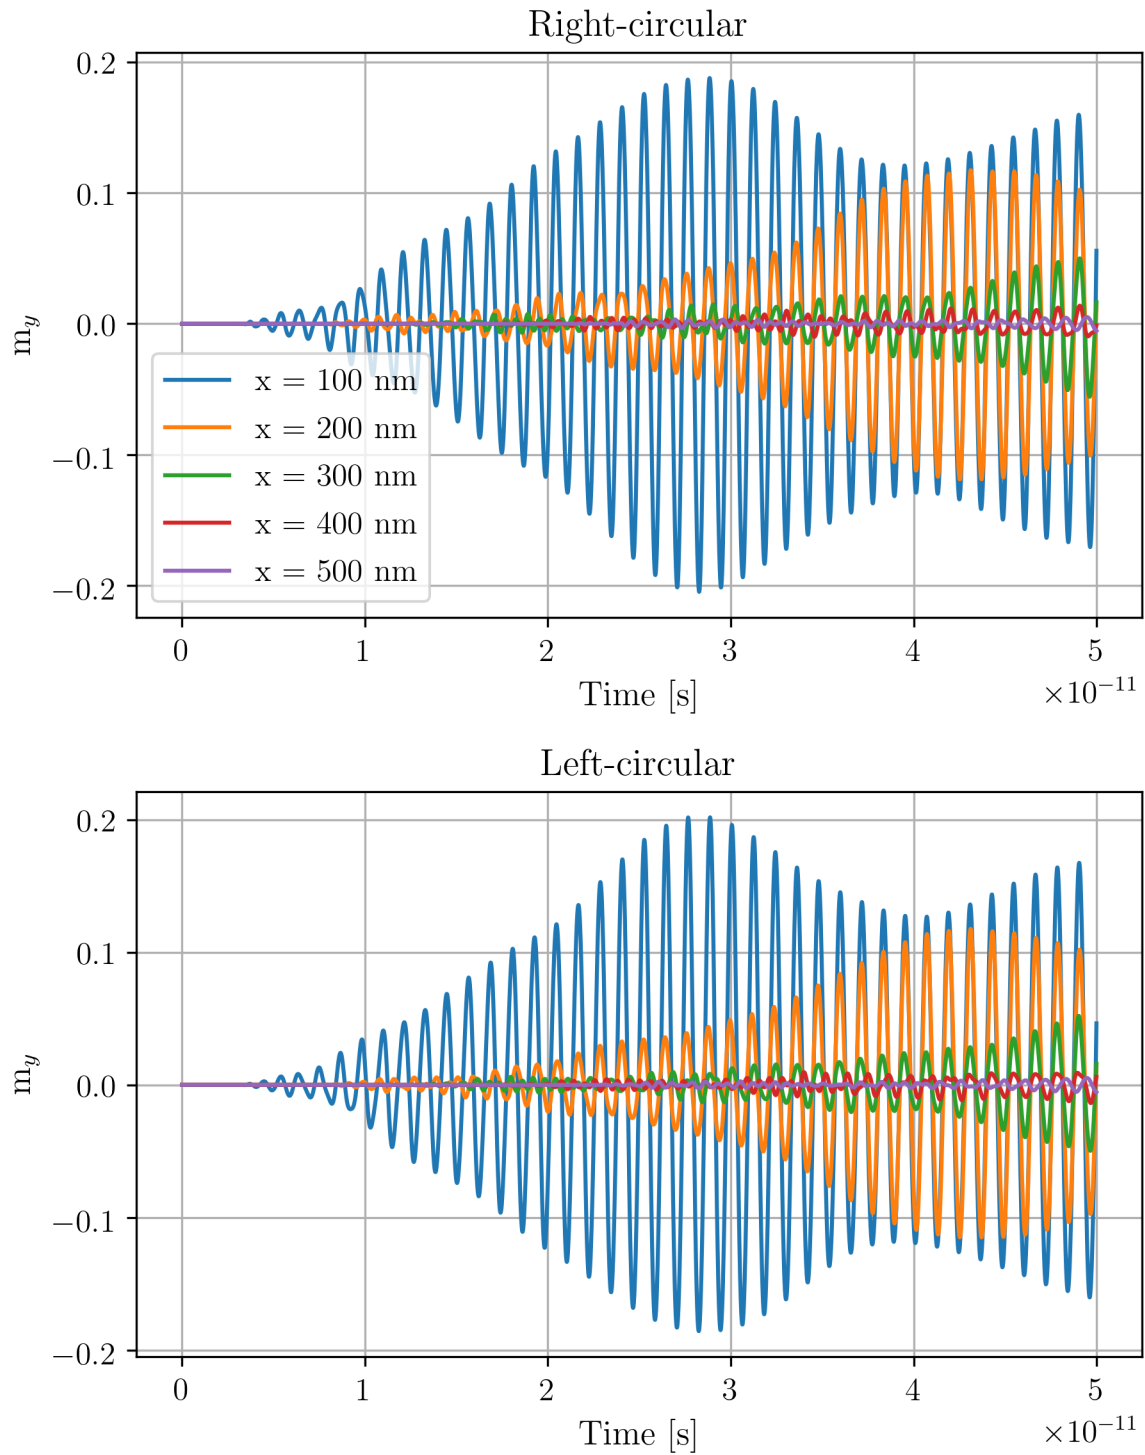 Right-circular
0.2
0.1
0.0
−0.1
−0.2
m_y
x = 100 nm
x = 200 nm
x = 300 nm
x = 400 nm
x = 500 nm
0 1 2 3 4 5
Time [s]
×10⁻¹¹
Left-circular
0.2
0.1
0.0
−0.1
−0.2
m_y
0 1 2 3 4 5
Time [s]
×10⁻¹¹